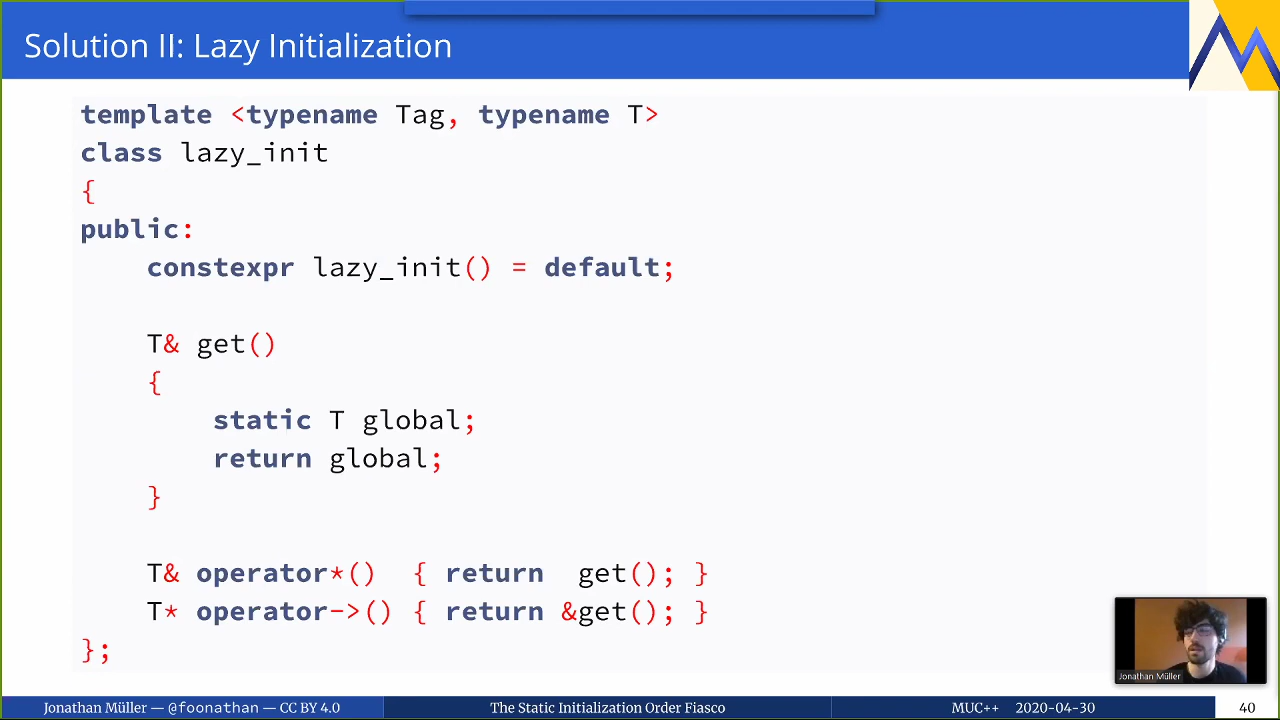 Solution II: Lazy Initialization
template <typename Tag, typename T>
class lazy_init
{
public:
    constexpr lazy_init() = default;

    T& get()
    {
        static T global;
        return global;
    }

    T& operator*()  { return  get(); }
    T* operator->() { return &get(); }
};
Jonathan Müller
Jonathan Müller — @foonathan — CC BY 4.0
The Static Initialization Order Fiasco
MUC++ 2020-04-30
40